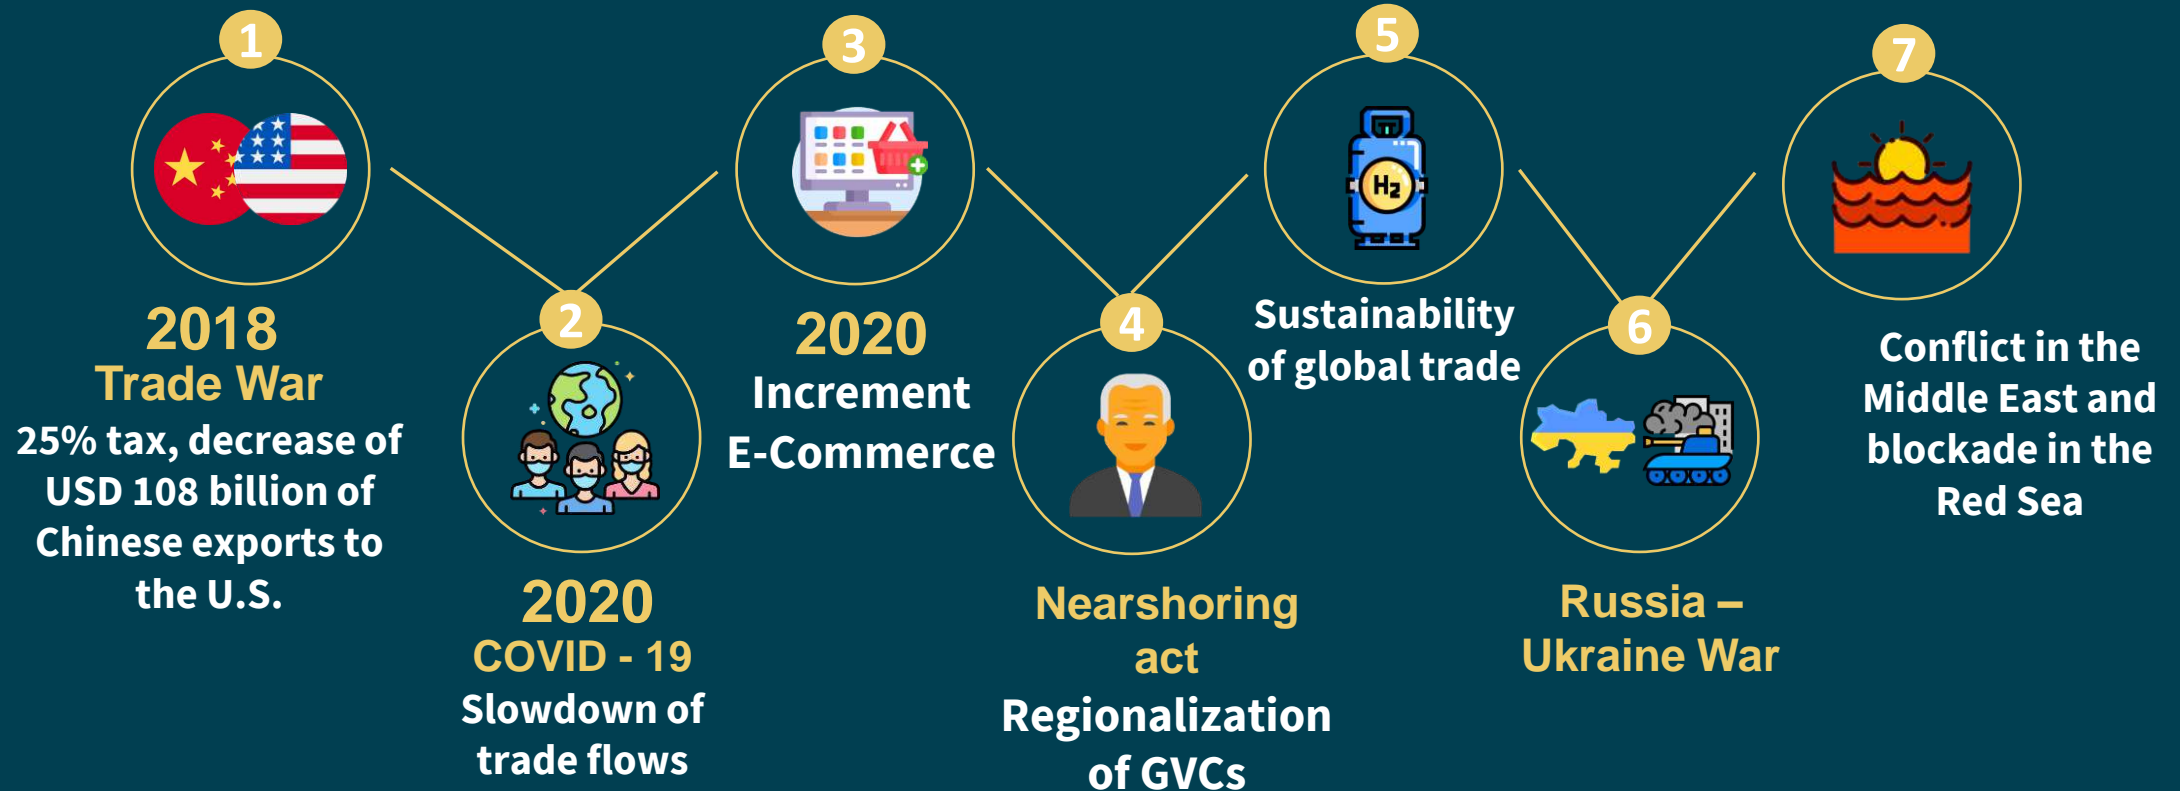 1
2018
Trade War
25% tax, decrease of
USD 108 billion of
Chinese exports to
the U.S.
2
2020
COVID - 19
Slowdown of
trade flows
3
2020
Increment
E-Commerce
4
Nearshoring
act
Regionalization
of GVCs
5
H2
Sustainability
of global trade
6
Russia –
Ukraine War
7
Conflict in the
Middle East and
blockade in the
Red Sea